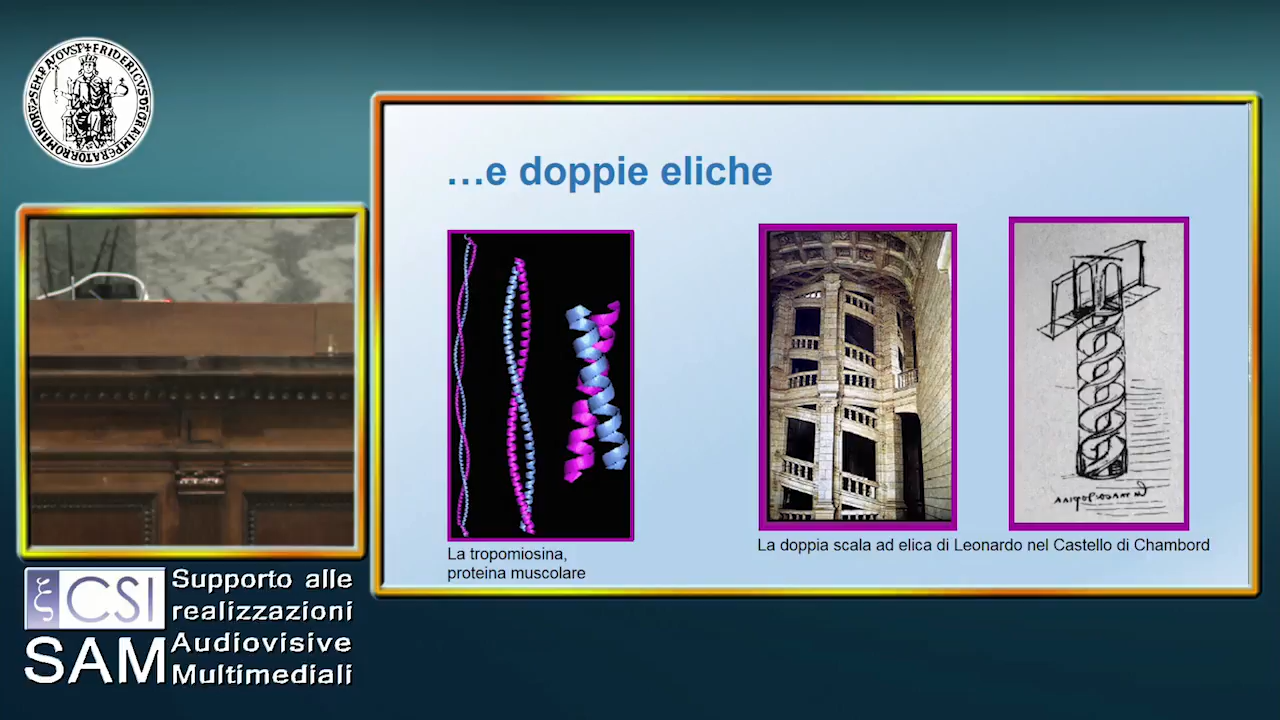 …e doppie eliche
La tropomiosina,
proteina muscolare
La doppia scala ad elica di Leonardo nel Castello di Chambord
CSI
SAM
Supporto alle
realizzazioni
Audiovisive
Multimediali